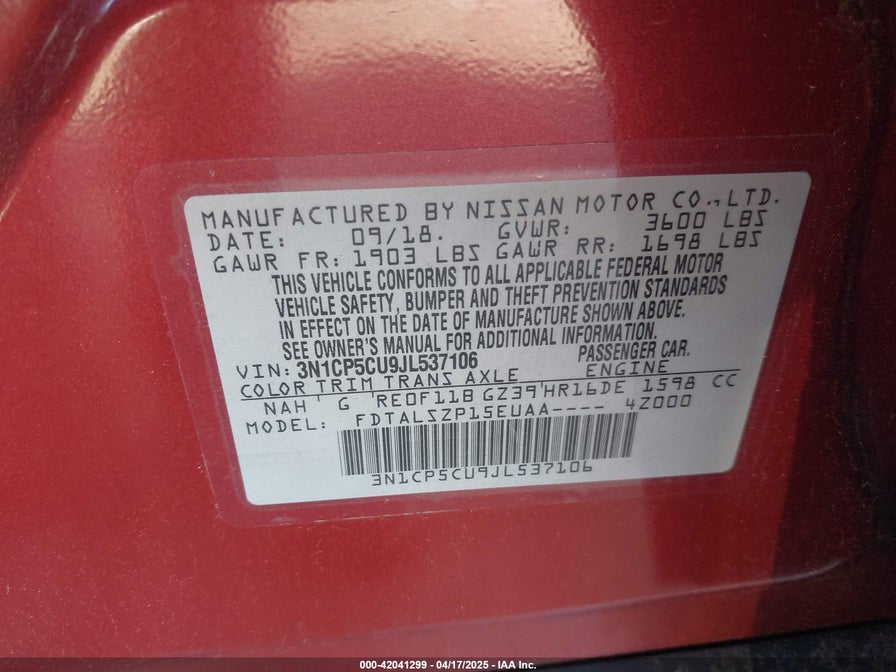 MANUFACTURED BY NISSAN MOTOR CO.,LTD.
DATE: 09/18. GVWR: 3600 LBS
GAWR FR: 1903 LBS GAWR RR: 1698 LBS
THIS VEHICLE CONFORMS TO ALL APPLICABLE FEDERAL MOTOR
VEHICLE SAFETY, BUMPER AND THEFT PREVENTION STANDARDS
IN EFFECT ON THE DATE OF MANUFACTURE SHOWN ABOVE.
SEE OWNER'S MANUAL FOR ADDITIONAL INFORMATION.
VIN: 3N1CP5CU9JL537106 PASSENGER CAR.
COLOR TRIM TRANS AXLE ENGINE
NAH' G 'RE0F11B GZ39'HR16DE 1598 CC
MODEL: FDTALSZP15EUAA---- 4Z000
3N1CP5CU9JL537106
000-42041299 - 04/17/2025 - IAA Inc.